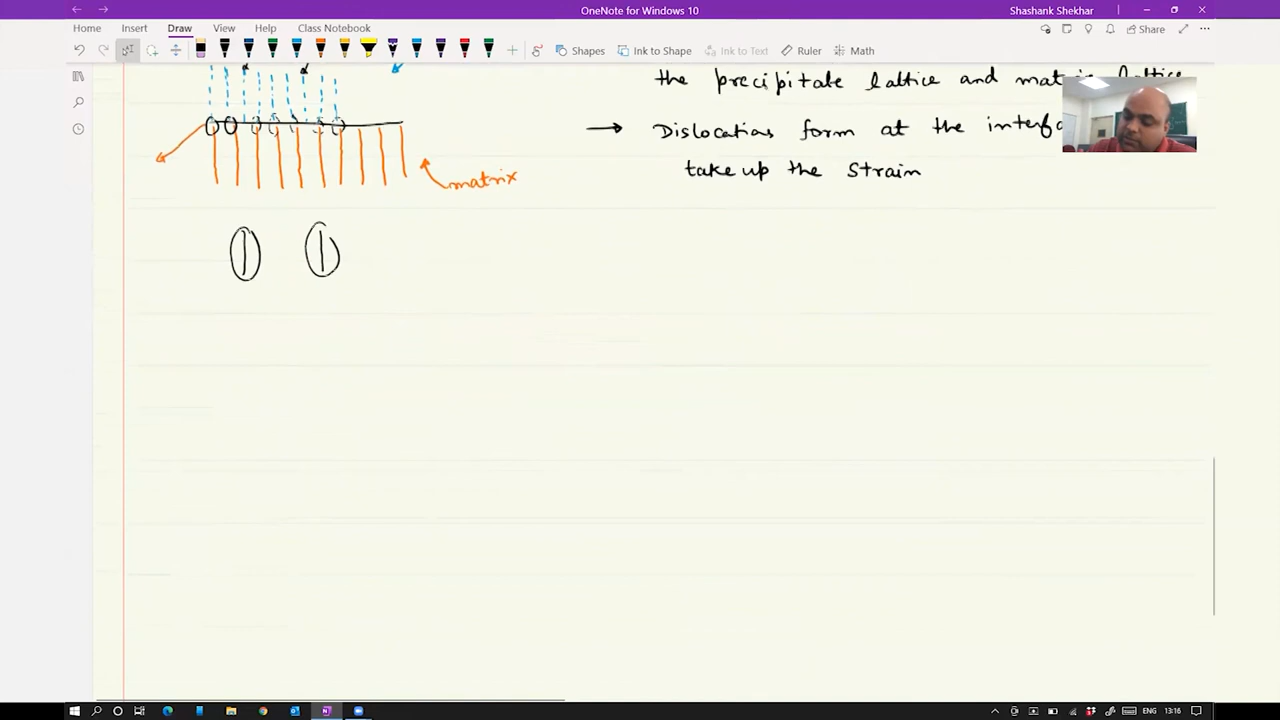 OneNote for Windows 10
Shashank Shekhar
Home Insert Draw View Help Class Notebook
Share
Shapes Ink to Shape Ink to Text Ruler Math
the precipitate lattice and matrix lattice
Dislocations form at the
take up the strain
matrix
ENG 13:16